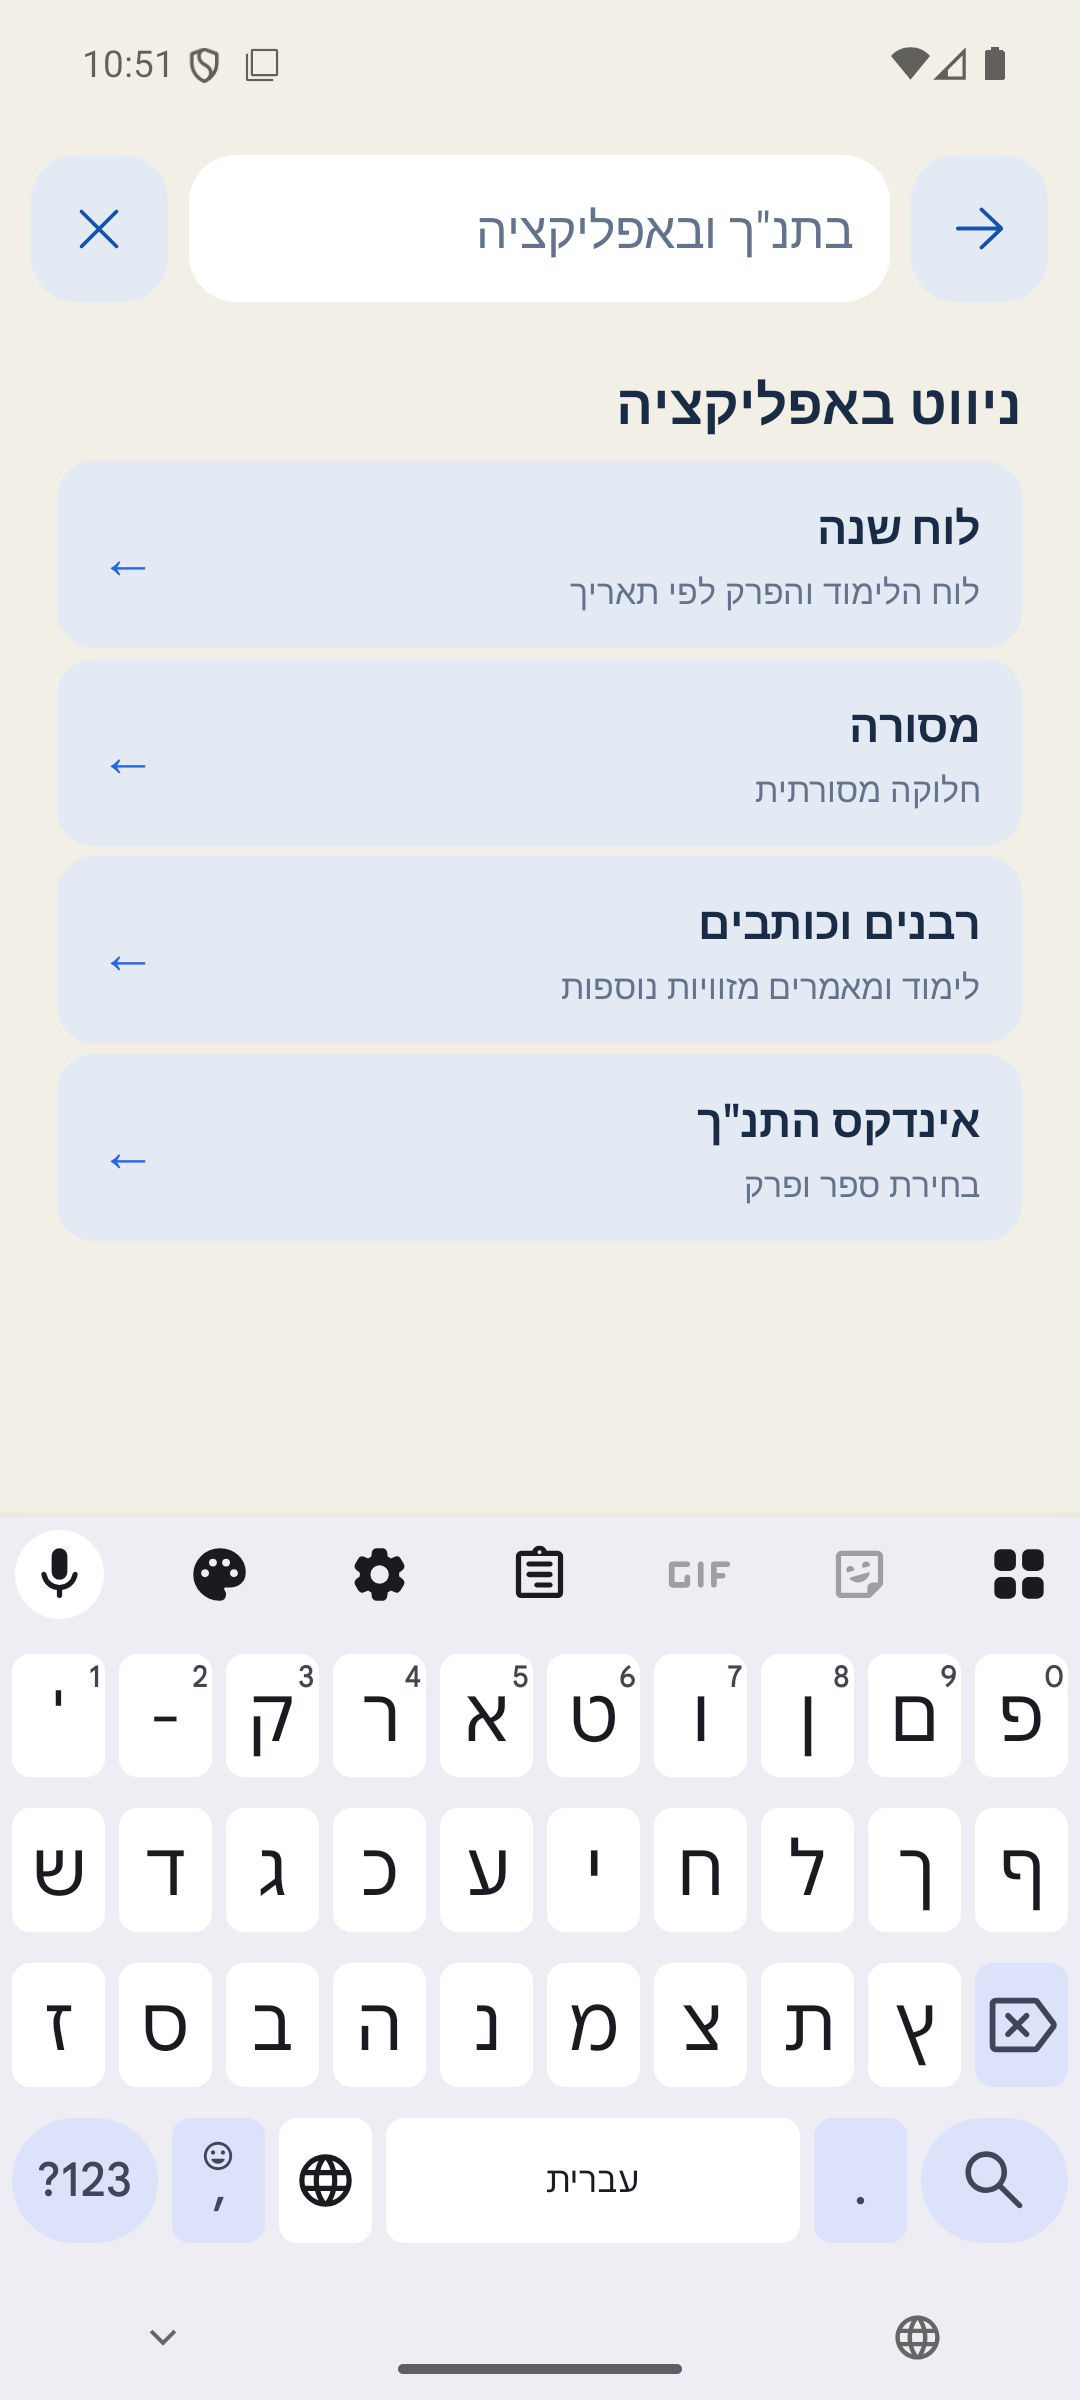 10:51
בתנ"ך ובאפליקציה
ניווט באפליקציה
לוח שנה
לוח הלימוד והפרק לפי תאריך
מסורה
חלוקה מסורתית
רבנים וכותבים
לימוד ומאמרים מזוויות נוספות
אינדקס התנ"ך
בחירת ספר ופרק
GIF
' 1 - 2 ק 3 ר 4 א 5 ט 6 ו 7 ן 8 ם 9 פ 0
ש ד ג כ ע י ח ל ך ף
ז ס ב ה נ מ צ ת ץ
?123 , עברית .